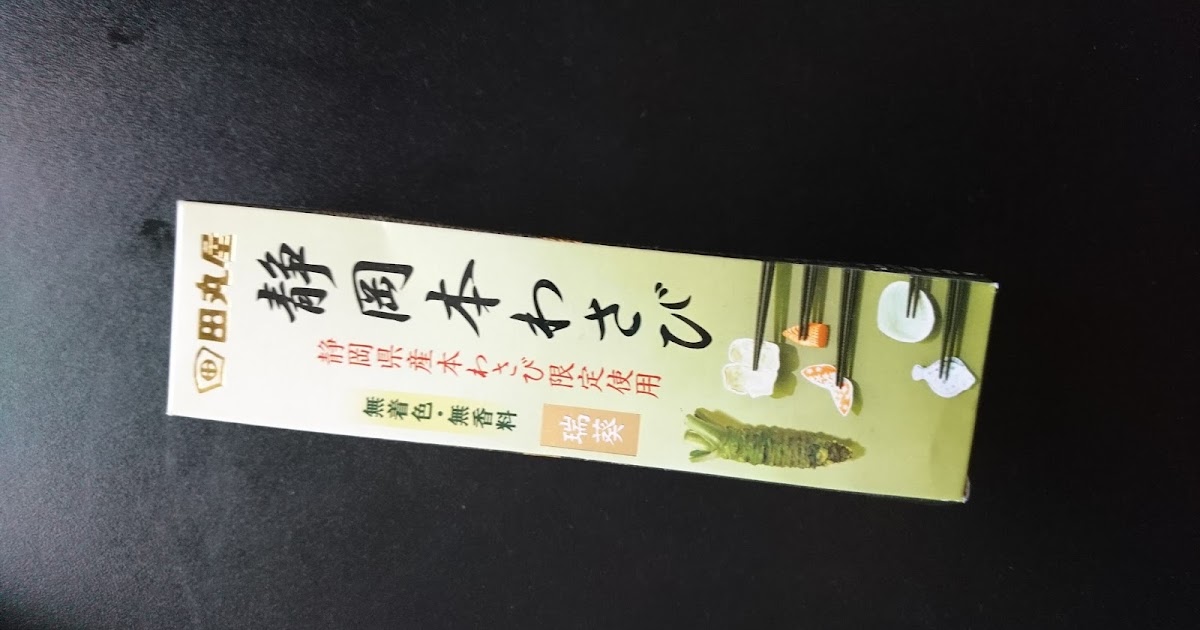 田丸屋
静岡本わさび
静岡県産本わさび限定使用
無着色・無香料
瑞葵